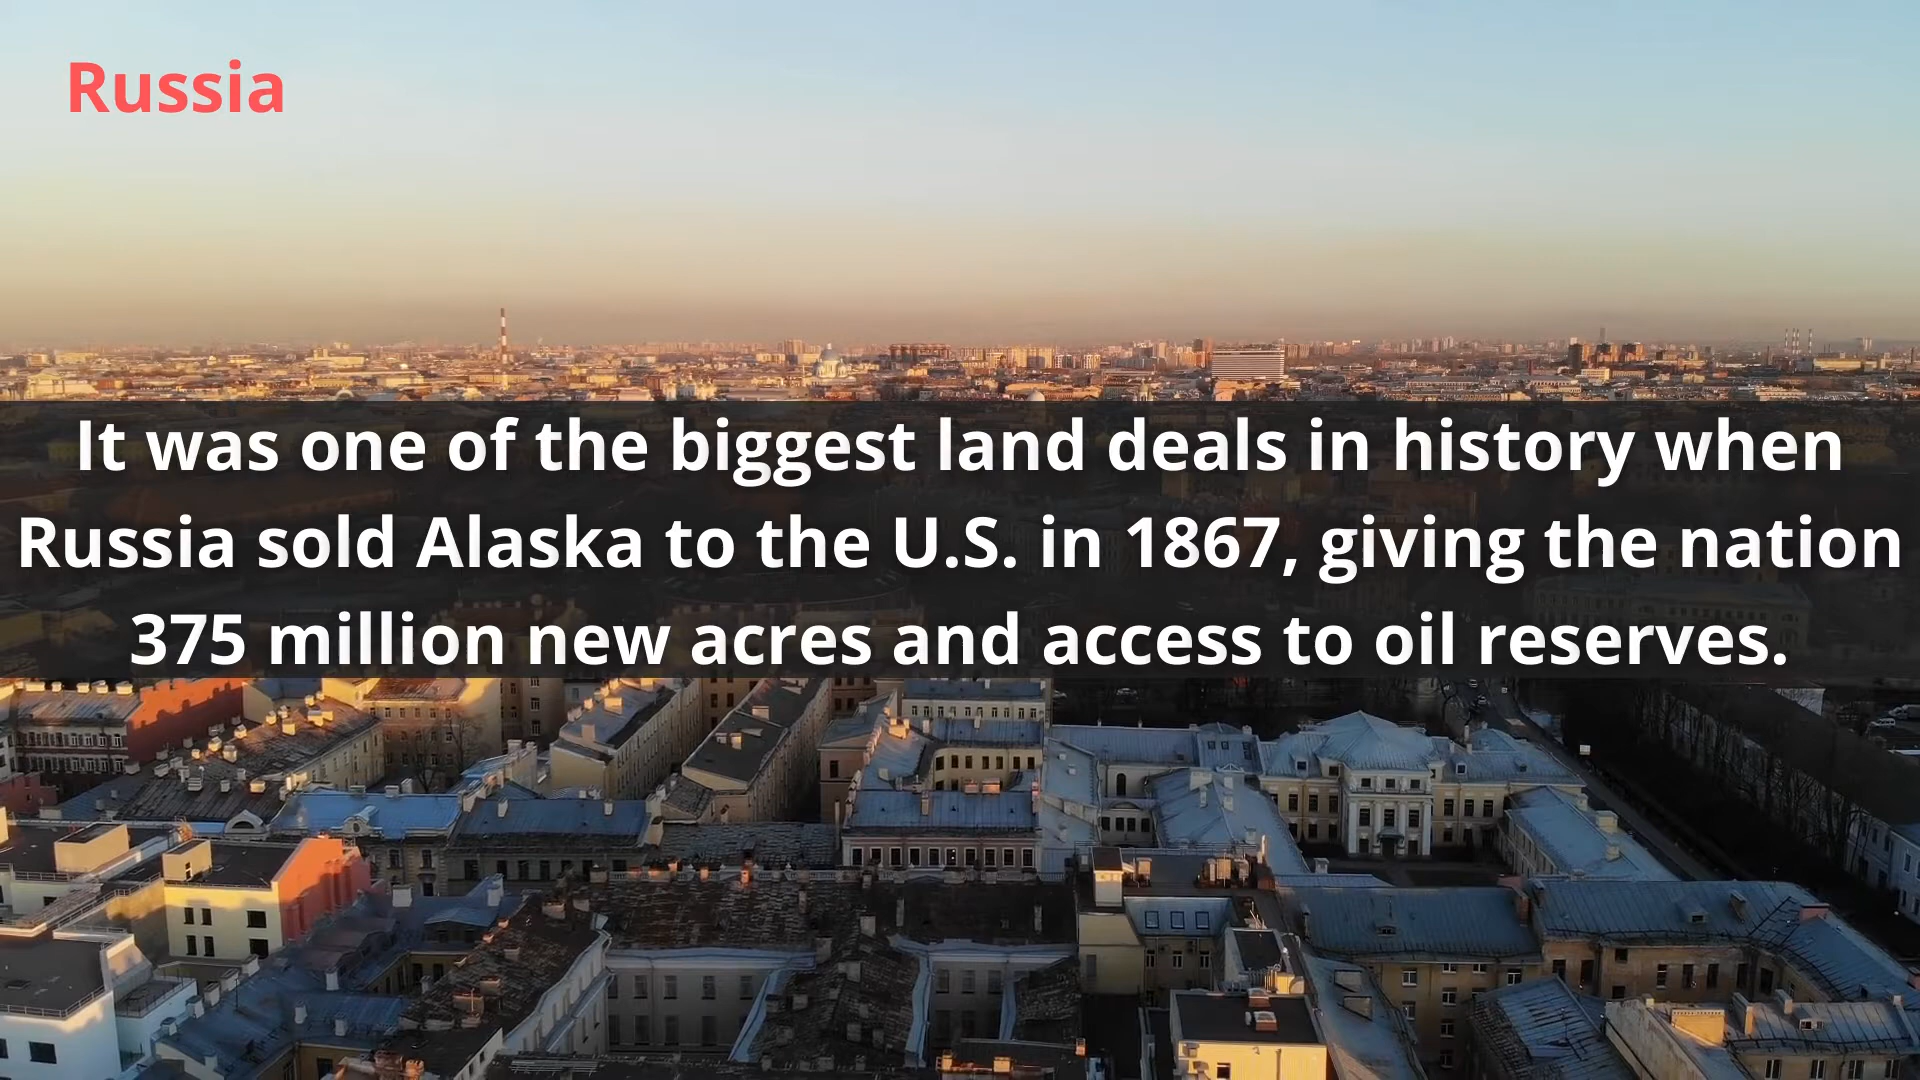 Russia
It was one of the biggest land deals in history when
Russia sold Alaska to the U.S. in 1867, giving the nation
375 million new acres and access to oil reserves.